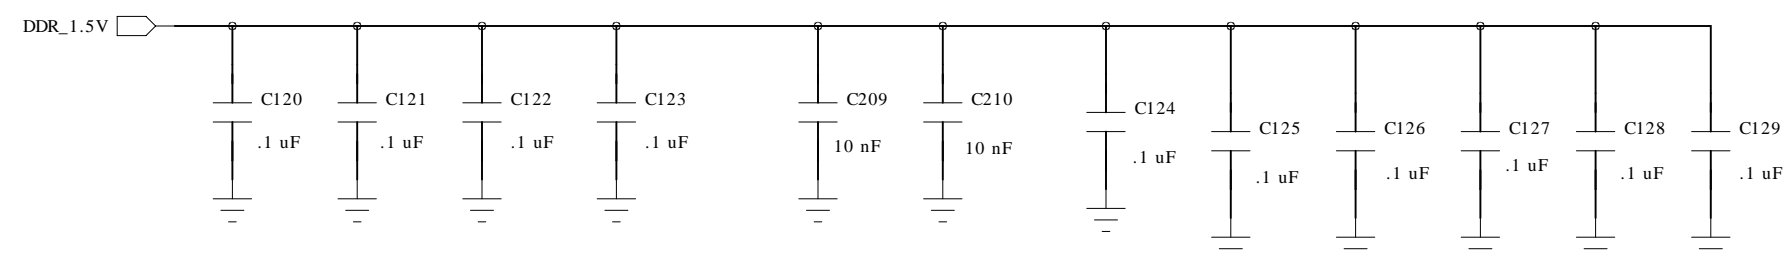 DDR_1.5V
C120
.1 uF
C121
.1 uF
C122
.1 uF
C123
.1 uF
C209
10 nF
C210
10 nF
C124
.1 uF
C125
.1 uF
C126
.1 uF
C127
.1 uF
C128
.1 uF
C129
.1 uF